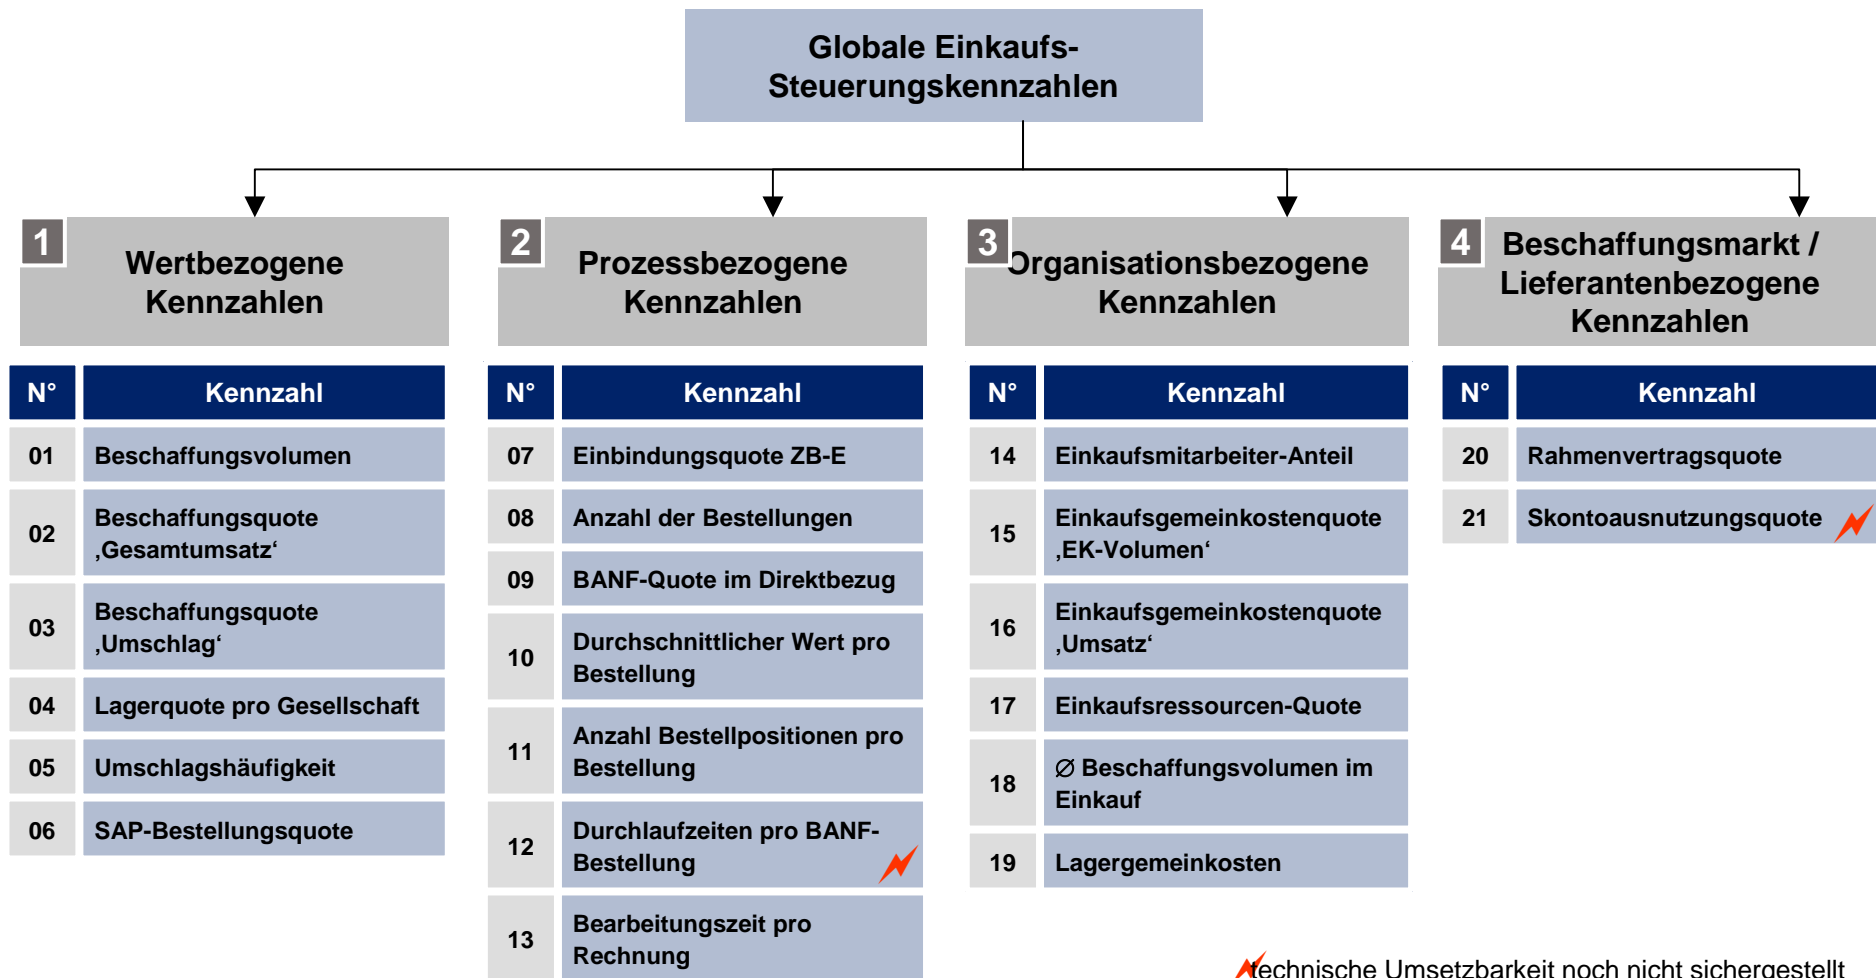 Globale Einkaufs-
Steuerungskennzahlen
1
Wertbezogene
Kennzahlen
N°
Kennzahl
01
Beschaffungsvolumen
02
Beschaffungsquote
‚Gesamtumsatz‘
03
Beschaffungsquote
‚Umschlag‘
04
Lagerquote pro Gesellschaft
05
Umschlagshäufigkeit
06
SAP-Bestellungsquote
2
Prozessbezogene
Kennzahlen
N°
Kennzahl
07
Einbindungsquote ZB-E
08
Anzahl der Bestellungen
09
BANF-Quote im Direktbezug
10
Durchschnittlicher Wert pro
Bestellung
11
Anzahl Bestellpositionen pro
Bestellung
12
Durchlaufzeiten pro BANF-
Bestellung
13
Bearbeitungszeit pro
Rechnung
3
Organisationsbezogene
Kennzahlen
N°
Kennzahl
14
Einkaufsmitarbeiter-Anteil
15
Einkaufsgemeinkostenquote
‚EK-Volumen‘
16
Einkaufsgemeinkostenquote
‚Umsatz‘
17
Einkaufsressourcen-Quote
18
∅ Beschaffungsvolumen im
Einkauf
19
Lagergemeinkosten
4
Beschaffungsmarkt /
Lieferantenbezogene
Kennzahlen
N°
Kennzahl
20
Rahmenvertragsquote
21
Skontoausnutzungsquote
technische Umsetzbarkeit noch nicht sichergestellt